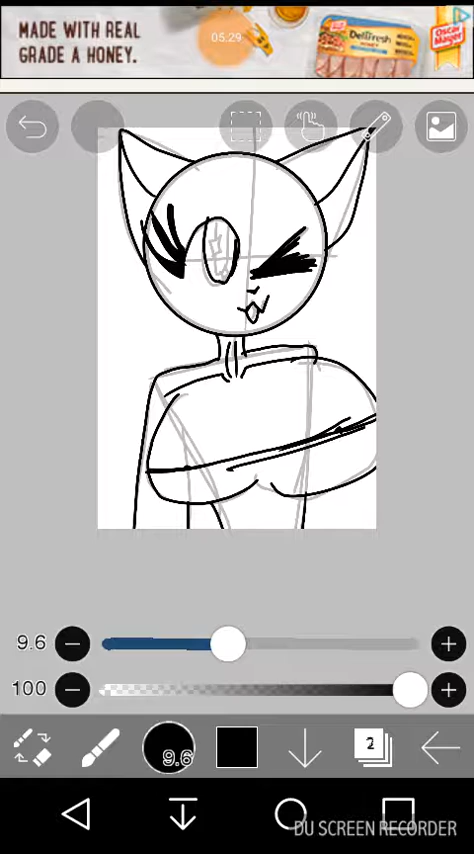 MADE WITH REAL
GRADE A HONEY.
05:29
DeliFresh
HONEY
Oscar
Mayer
9.6
100
9.6
2
DU SCREEN RECORDER